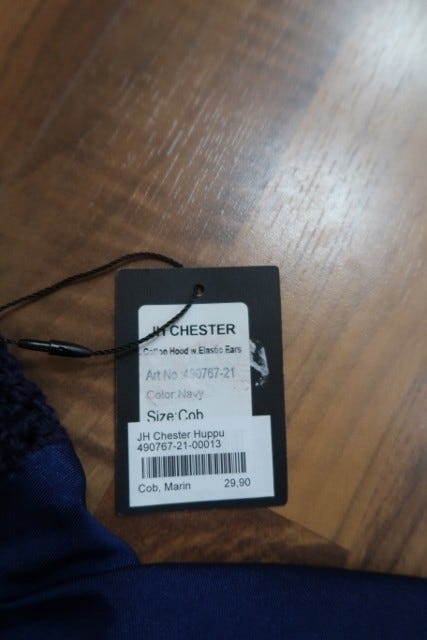 JH CHESTER
Cotton Hood w.Elastic Ears
Art No.:490767-21
Color:Navy
Size:Cob
JH Chester Huppu
490767-21-00013
Cob, Marin 29,90